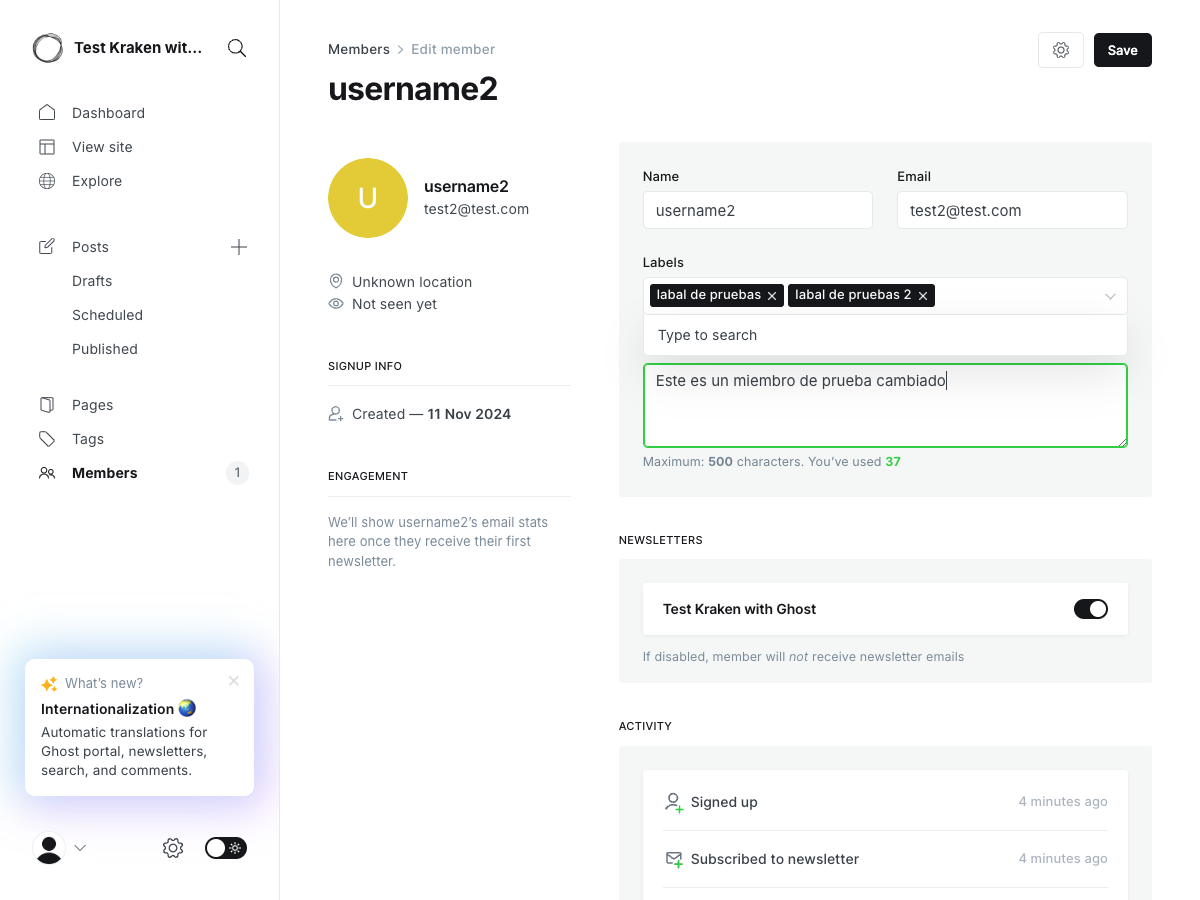 Test Kraken wit...
Dashboard
View site
Explore
Posts
Drafts
Scheduled
Published
Pages
Tags
Members 1
What's new?
Internationalization
Automatic translations for
Ghost portal, newsletters,
search, and comments.
Members Edit member
Save
username2
U
username2
test2@test.com
Unknown location
Not seen yet
SIGNUP INFO
Created — 11 Nov 2024
ENGAGEMENT
We'll show username2's email stats
here once they receive their first
newsletter.
Name Email
username2 test2@test.com
Labels
labal de pruebas labal de pruebas 2
Type to search
Este es un miembro de prueba cambiado
Maximum: 500 characters. You've used 37
NEWSLETTERS
Test Kraken with Ghost
If disabled, member will not receive newsletter emails
ACTIVITY
Signed up 4 minutes ago
Subscribed to newsletter 4 minutes ago